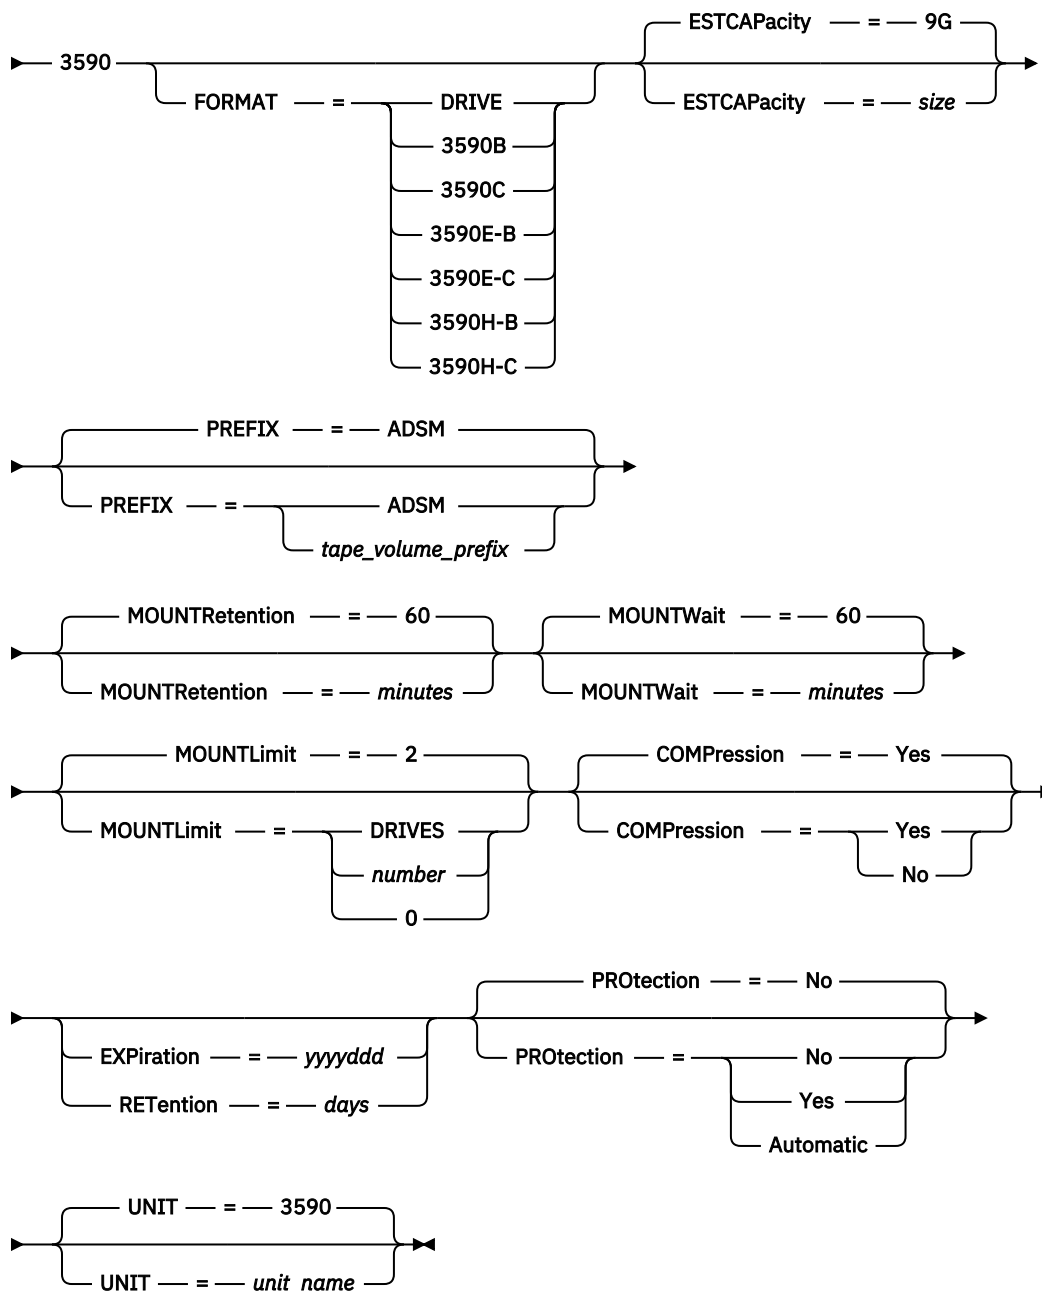 ESTCAPacity = 9G
3590
FORMAT = DRIVE
ESTCAPacity = size
3590B
3590C
3590E-B
3590E-C
3590H-B
3590H-C
PREFIX = ADSM
PREFIX = ADSM
tape_volume_prefix
MOUNTRetention = 60 MOUNTWait = 60
MOUNTRetention = minutes MOUNTWait = minutes
MOUNTLimit = 2 COMPression = Yes
MOUNTLimit = DRIVES COMPression = Yes
number No
0
PROtection = No
EXPiration = yyyyddd PROtection = No
RETention = days Yes
Automatic
UNIT = 3590
UNIT = unit_name